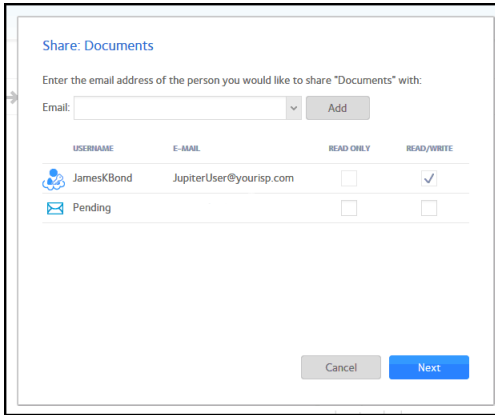 Share: Documents
Enter the email address of the person you would like to share "Documents" with:
Email: Add
USERNAME E-MAIL READ ONLY READ/WRITE
JamesKBond JupiterUser@yourisp.com
Pending
Cancel Next